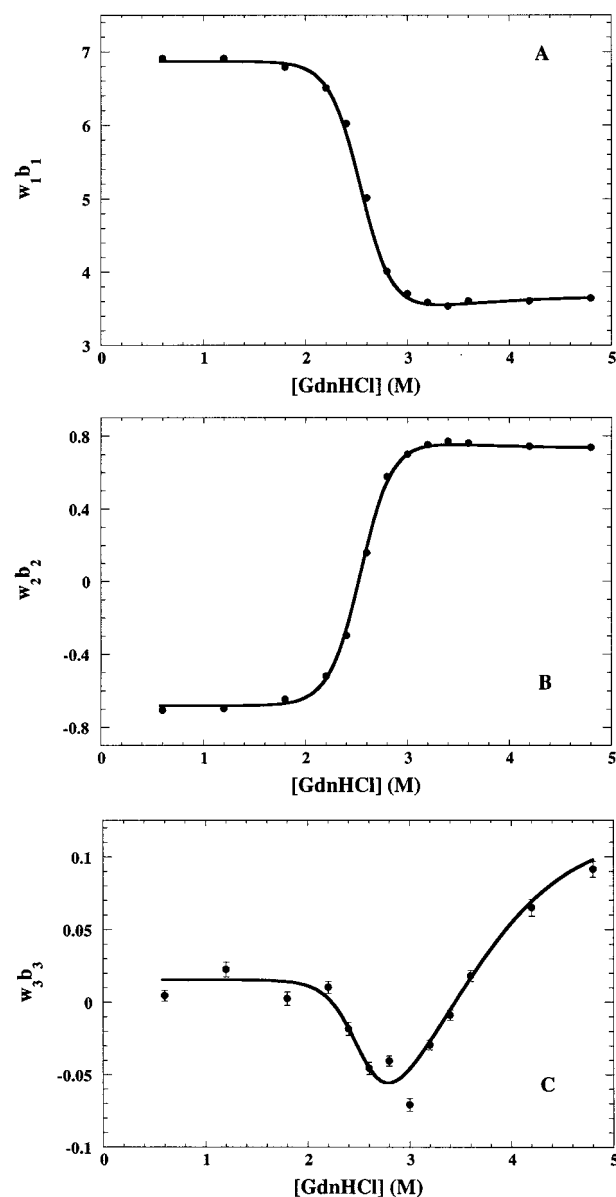 7
A
6
w₁b₁
5
4
3
0 1 2 3 4 5
[GdnHCl] (M)
0.8
0.4
w₂b₂
0
-0.4
B
-0.8
0 1 2 3 4 5
[GdnHCl] (M)
0.1
0.05
w₃b₃
0
-0.05
C
-0.1
0 1 2 3 4 5
[GdnHCl] (M)